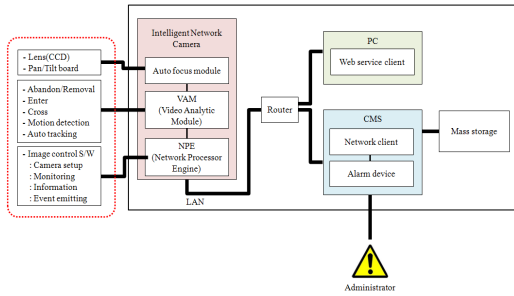 - Lens(CCD)
- Pan/Tilt board
- Abandon/Removal
- Enter
- Cross
- Motion detection
- Auto tracking
- Image control S/W
: Camera setup
: Monitoring
: Information
: Event emitting
Intelligent Network
Camera
Auto focus module
VAM
(Video Analytic
Module)
NPE
(Network Processor
Engine)
LAN
Router
PC
Web service client
CMS
Network client
Alarm device
Mass storage
!
Administrator